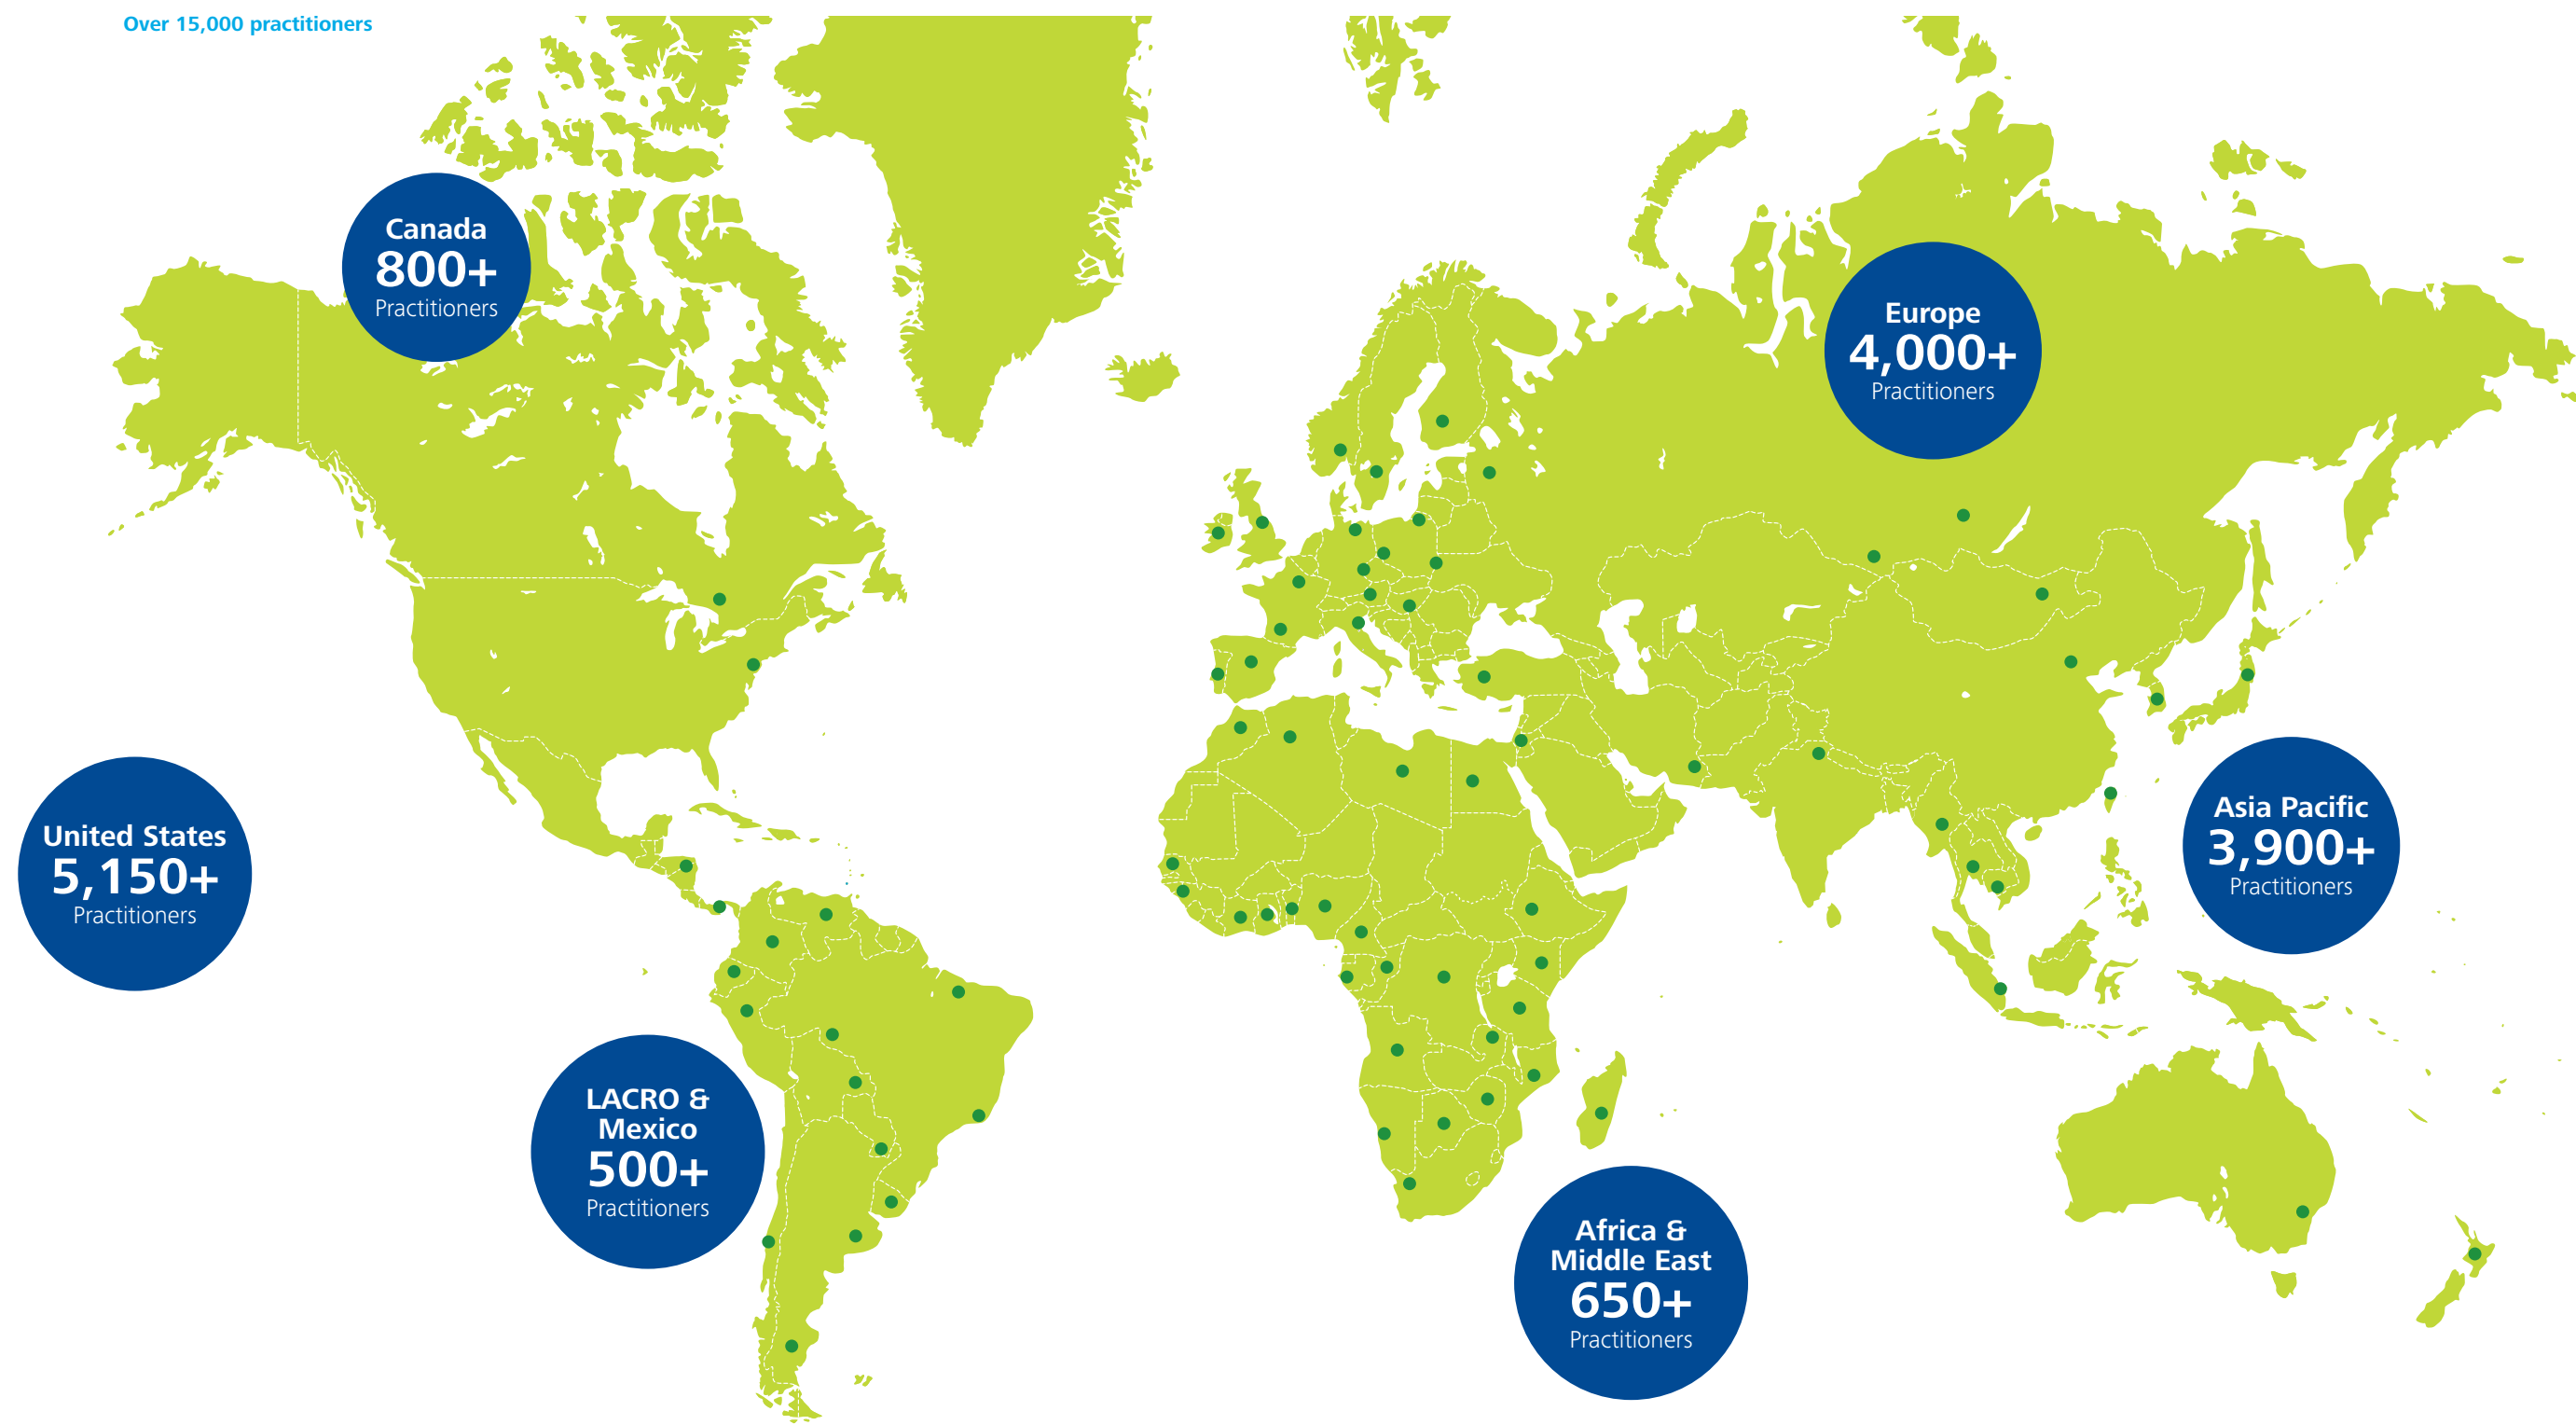 Over 15,000 practitioners
Canada
800+
Practitioners
Europe
4,000+
Practitioners
United States
5,150+
Practitioners
Asia Pacific
3,900+
Practitioners
LACRO &
Mexico
500+
Practitioners
Africa &
Middle East
650+
Practitioners